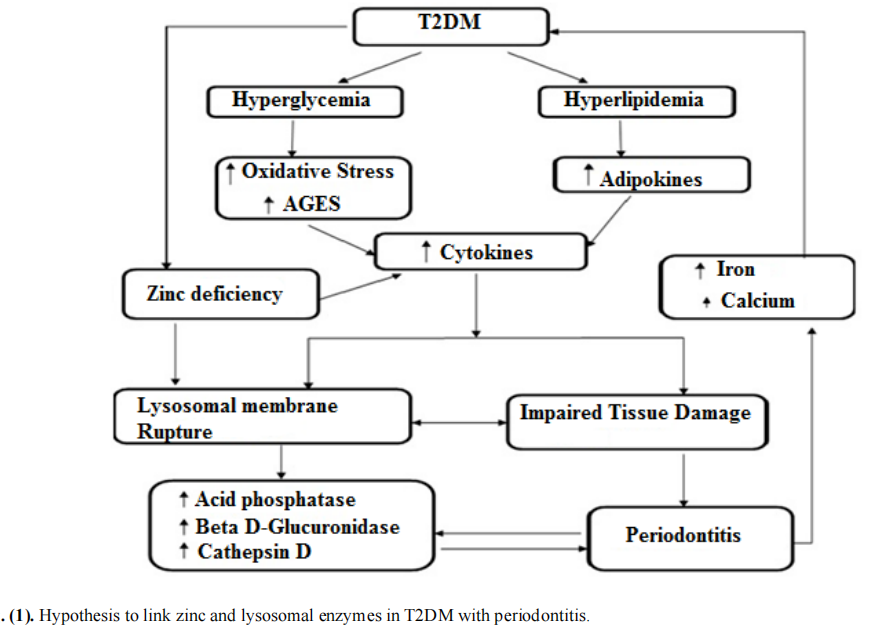 T2DM
Hyperglycemia
Hyperlipidemia
↑ Oxidative Stress
↑ AGES
↑ Adipokines
↑ Cytokines
↑ Iron
↑ Calcium
Zinc deficiency
Lysosomal membrane
Rupture
Impaired Tissue Damage
↑ Acid phosphatase
↑ Beta D-Glucuronidase
↑ Cathepsin D
Periodontitis
. (1). Hypothesis to link zinc and lysosomal enzymes in T2DM with periodontitis.